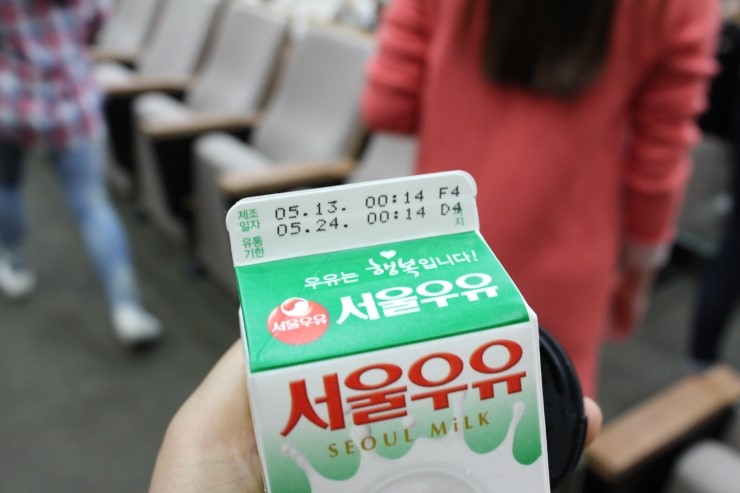 제조
일자
05.13. 00:14 F4
05.24. 00:14 D4
까
지
유통
기한
우유는 행복입니다!
서울우유
서울우유
서울우유
SEOUL MiLK